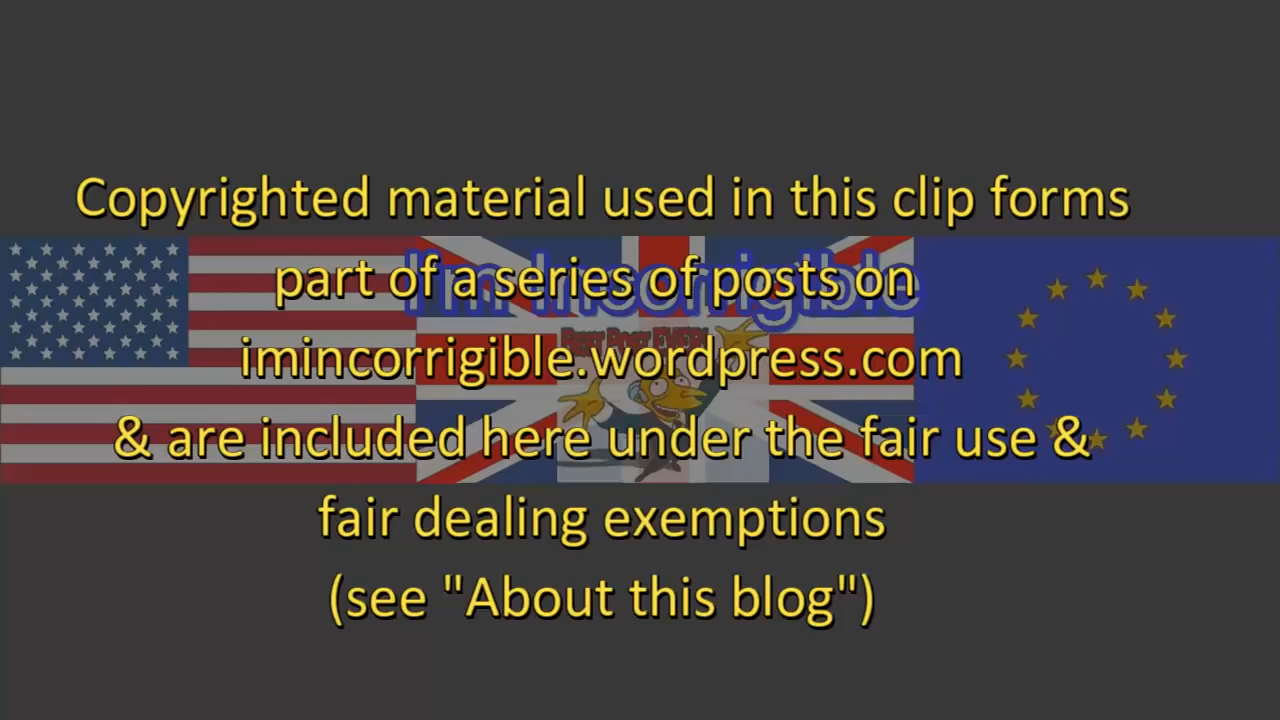 Copyrighted material used in this clip forms
part of a series of posts on
I'm Incorrigible
imincorrigible.wordpress.com
& are included here under the fair use &
fair dealing exemptions
(see "About this blog")